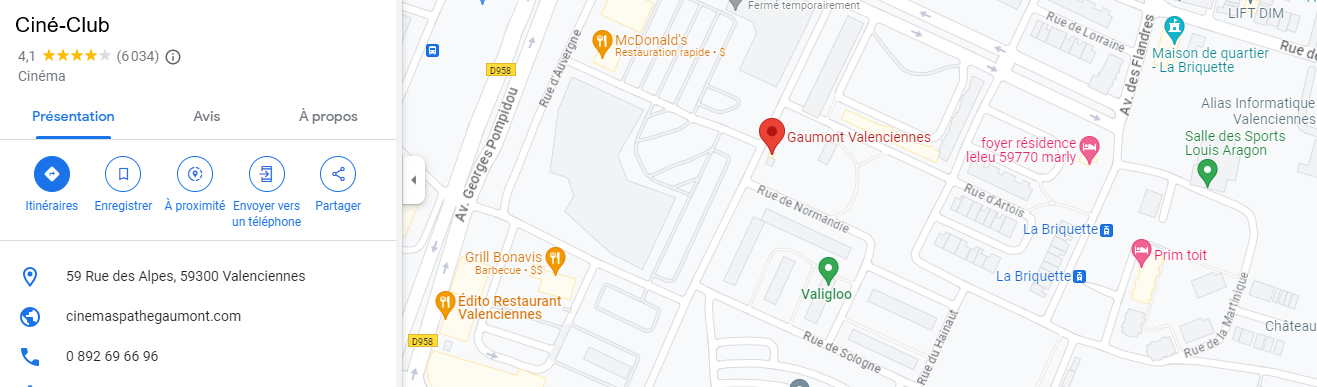 Ciné-Club
4,1 (6 034)
Cinéma
Présentation
Avis
À propos
Itinéraires
Enregistrer
À proximité
Envoyer vers
un téléphone
Partager
59 Rue des Alpes, 59300 Valenciennes
cinemaspathegaumont.com
0 892 69 66 96
Fermé temporairement
McDonald's
Restauration rapide • $
D958
Rue d'Auvergne
Av. Georges Pompidou
Gaumont Valenciennes
Rue de Lorraine
LIFT DIM
Rue de
Maison de quartier
- La Briquette
Av. des Flandres
Alias Informatique
Valenciennes
Salle des Sports
Louis Aragon
foyer résidence
leleu 59770 marly
Rue de Normandie
Rue d'Artois
La Briquette
La Briquette
Prim toit
Grill Bonavis
Barbecue • $$
Édito Restaurant
Valenciennes
D958
Valigloo
Rue de Sologne
Rue du Hainaut
Rue de la Martinique
Château